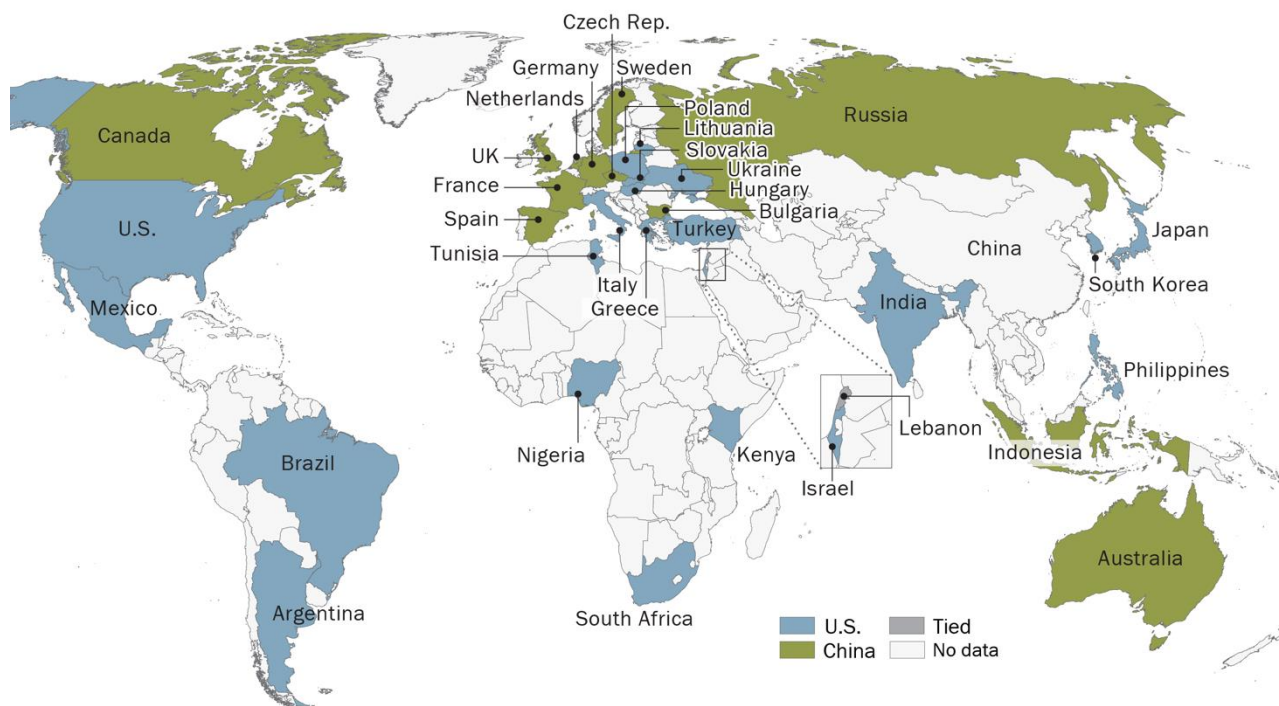 Czech Rep.
Germany
Sweden
Netherlands
Poland
Lithuania
Slovakia
Ukraine
Hungary
Bulgaria
UK
France
Spain
Turkey
Tunisia
Italy
Greece
Canada
U.S.
Mexico
Russia
China
Japan
South Korea
India
Philippines
Nigeria
Kenya
Lebanon
Israel
Indonesia
Brazil
Australia
Argentina
South Africa
U.S.
Tied
China
No data